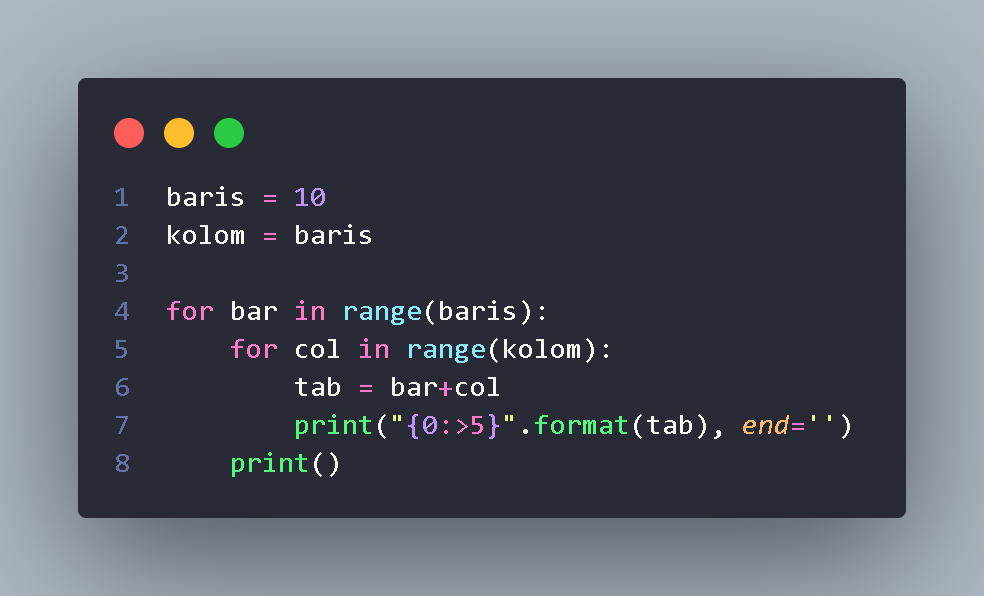 1 baris = 10
2 kolom = baris
3
4 for bar in range(baris):
5     for col in range(kolom):
6         tab = bar+col
7         print("{0:>5}".format(tab), end='')
8     print()